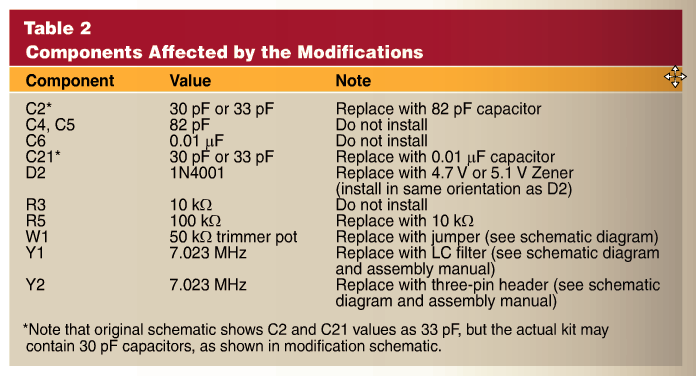 Table 2
Components Affected by the Modifications
Component Value Note
C2* 30 pF or 33 pF Replace with 82 pF capacitor
C4, C5 82 pF Do not install
C6 0.01 μF Do not install
C21* 30 pF or 33 pF Replace with 0.01 μF capacitor
D2 1N4001 Replace with 4.7 V or 5.1 V Zener
(install in same orientation as D2)
R3 10 kΩ Do not install
R5 100 kΩ Replace with 10 kΩ
W1 50 kΩ trimmer pot Replace with jumper (see schematic diagram)
Y1 7.023 MHz Replace with LC filter (see schematic diagram
and assembly manual)
Y2 7.023 MHz Replace with three-pin header (see schematic
diagram and assembly manual)
*Note that original schematic shows C2 and C21 values as 33 pF, but the actual kit may
contain 30 pF capacitors, as shown in modification schematic.